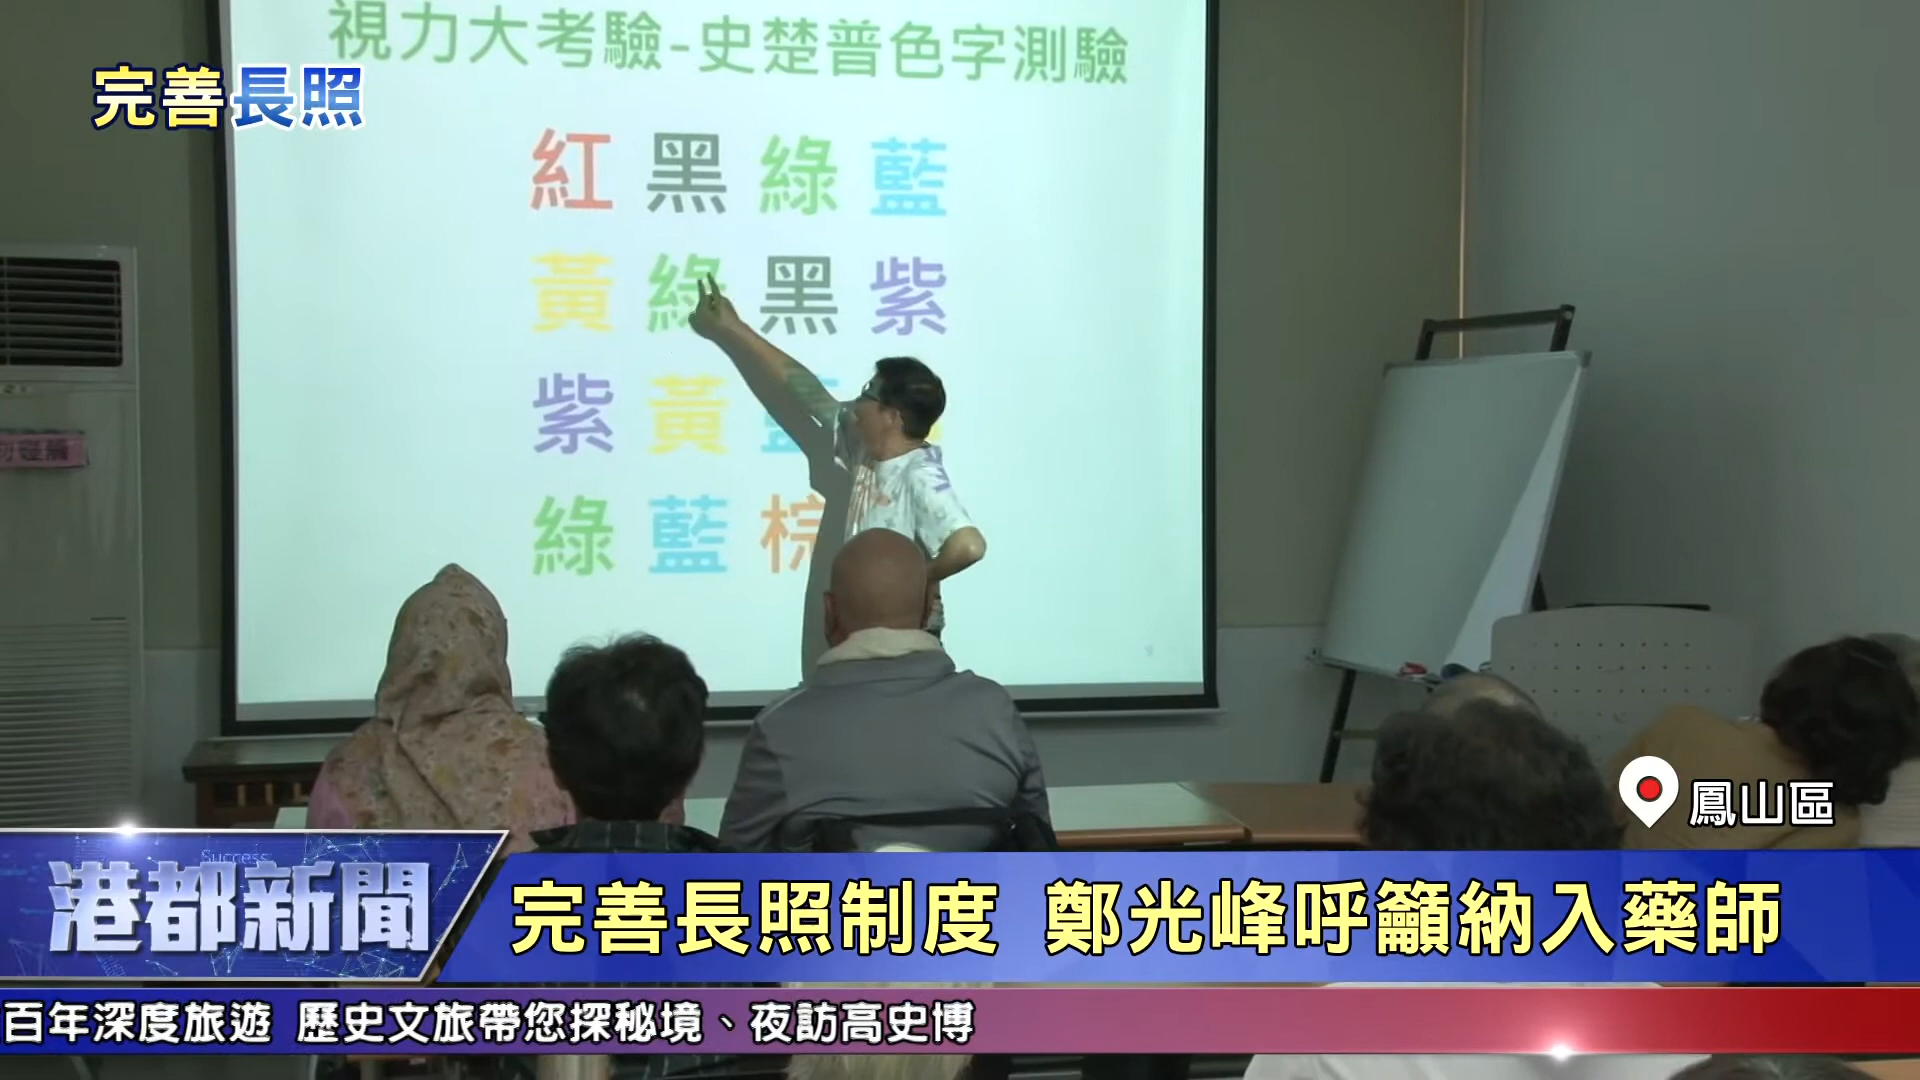 視力大考驗-史楚普色字測驗
完善長照
紅 黑 綠 藍
黃 綠 黑 紫
紫 黃 藍
綠 藍 棕
鳳山區
港都新聞
Success
完善長照制度 鄭光峰呼籲納入藥師
百年深度旅遊 歷史文旅帶您探秘境、夜訪高史博